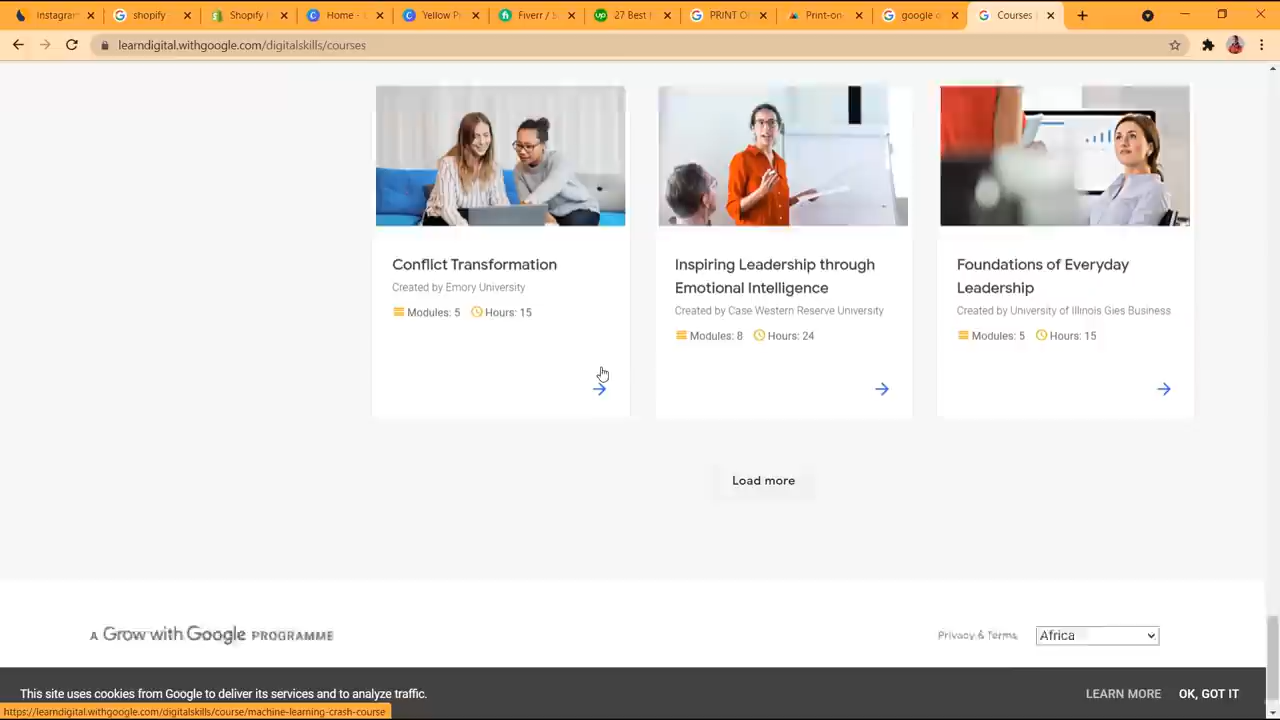 Instagram
shopify
Shopify
Home -
Yellow P
Fiverr /
27 Best
PRINT O
Print-on-
google
Courses
learndigital.withgoogle.com/digitalskills/courses
Conflict Transformation
Created by Emory University
Modules: 5 Hours: 15
Inspiring Leadership through
Emotional Intelligence
Created by Case Western Reserve University
Modules: 8 Hours: 24
Foundations of Everyday
Leadership
Created by University of Illinois Gies Business
Modules: 5 Hours: 15
Load more
A Grow with Google PROGRAMME
Privacy & Terms
Africa
This site uses cookies from Google to deliver its services and to analyze traffic.
LEARN MORE OK, GOT IT
https://learndigital.withgoogle.com/digitalskills/course/machine-learning-crash-course